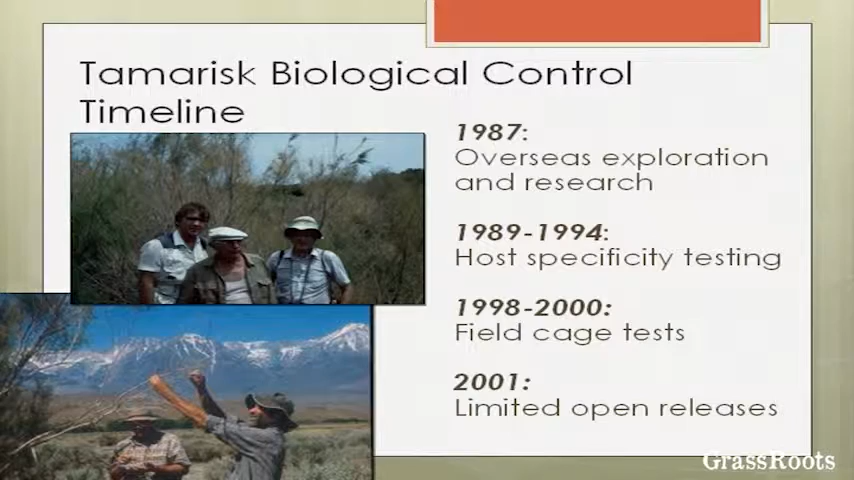 Tamarisk Biological Control
Timeline
1987:
Overseas exploration
and research
1989-1994:
Host specificity testing
1998-2000:
Field cage tests
2001:
Limited open releases
GrassRoots